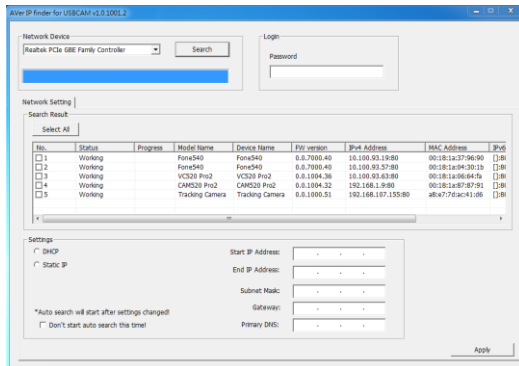 AVer IP finder for USBCAM v1.0.1001.2
Network Device
Realtek PCIe GBE Family Controller
Search
Login
Password
Network Setting
Search Result
Select All
No. Status Progress Model Name Device Name FW version IPv4 Address MAC Address IPv6
1 Working Fone540 Fone540 0.0.7000.40 10.100.93.19:80 00:18:1a:37:96:90 []:80
2 Working Fone540 Fone540 0.0.7000.40 10.100.93.57:80 00:18:1a:04:30:1b []:80
3 Working VC520 Pro2 VC520 Pro2 0.0.1004.36 10.100.93.63:80 00:18:1a:06:64:fa []:80
4 Working CAM520 Pro2 CAM520 Pro2 0.0.1004.32 192.168.1.9:80 00:18:1a:87:87:91 []:80
5 Working Tracking Camera Tracking Camera 0.0.1000.51 192.168.107.155:80 a8:e7:7d:ac:41:d6 []:80
Settings
DHCP
Static IP
*Auto search will start after settings changed!
Don't start auto search this time!
Start IP Address:
End IP Address:
Subnet Mask:
Gateway:
Primary DNS:
Apply